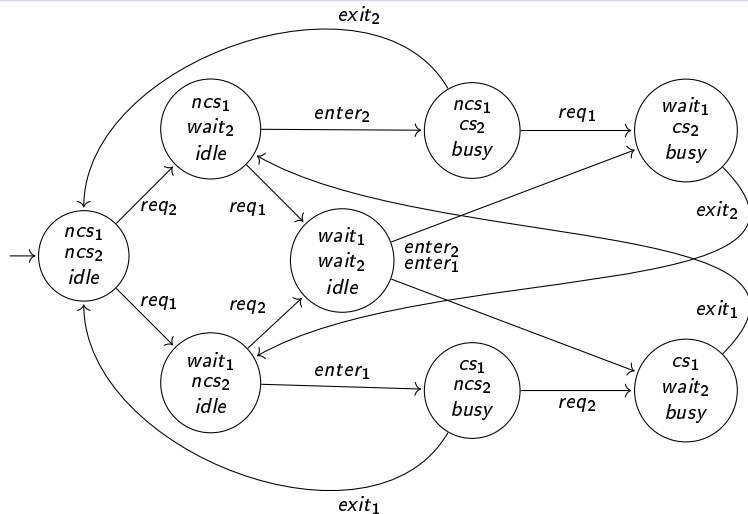 exit₂
ncs₁
wait₂
idle
enter₂
ncs₁
cs₂
busy
req₁
wait₁
cs₂
busy
req₂
req₁
exit₂
ncs₁
ncs₂
idle
wait₁
wait₂
idle
enter₂
enter₁
req₁
req₂
exit₁
wait₁
ncs₂
idle
enter₁
cs₁
ncs₂
busy
req₂
cs₁
wait₂
busy
exit₁